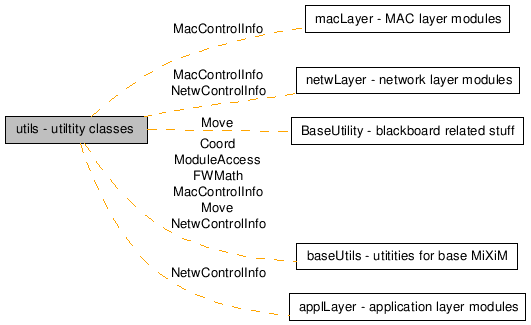 macLayer - MAC layer modules
MacControlInfo
MacControlInfo
NetwControlInfo
netwLayer - network layer modules
utils - utiltity classes
Move
BaseUtility - blackboard related stuff
Coord
ModuleAccess
FWMath
MacControlInfo
Move
NetwControlInfo
baseUtils - utitities for base MiXiM
NetwControlInfo
applLayer - application layer modules